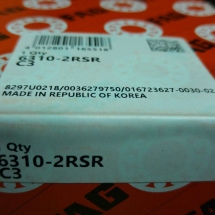 1 Qty
6310-2RSR
C3
8297U0218/0036279750/016723627-0030-02
MADE IN REPUBLIC OF KOREA
Qty
6310-2RSR
C3